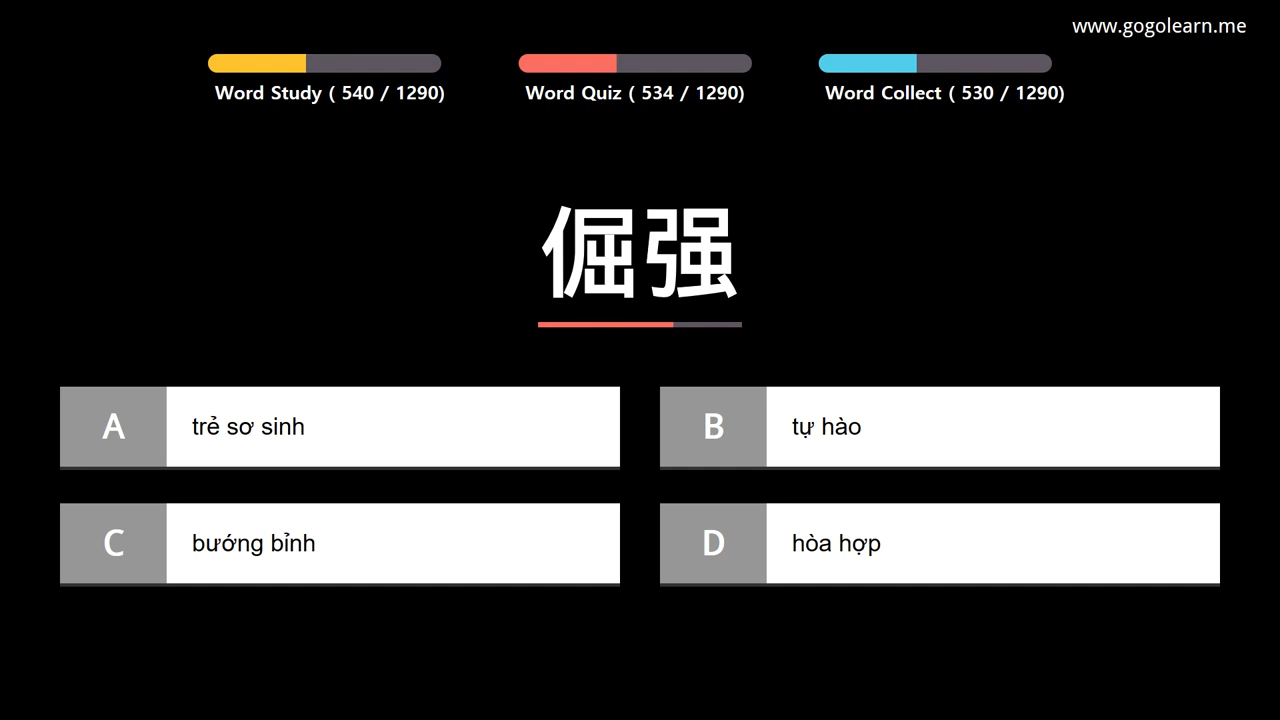 www.gogolearn.me
Word Study ( 540 / 1290)
Word Quiz ( 534 / 1290)
Word Collect ( 530 / 1290)
倔强
A
trẻ sơ sinh
B
tự hào
C
bướng bỉnh
D
hòa hợp